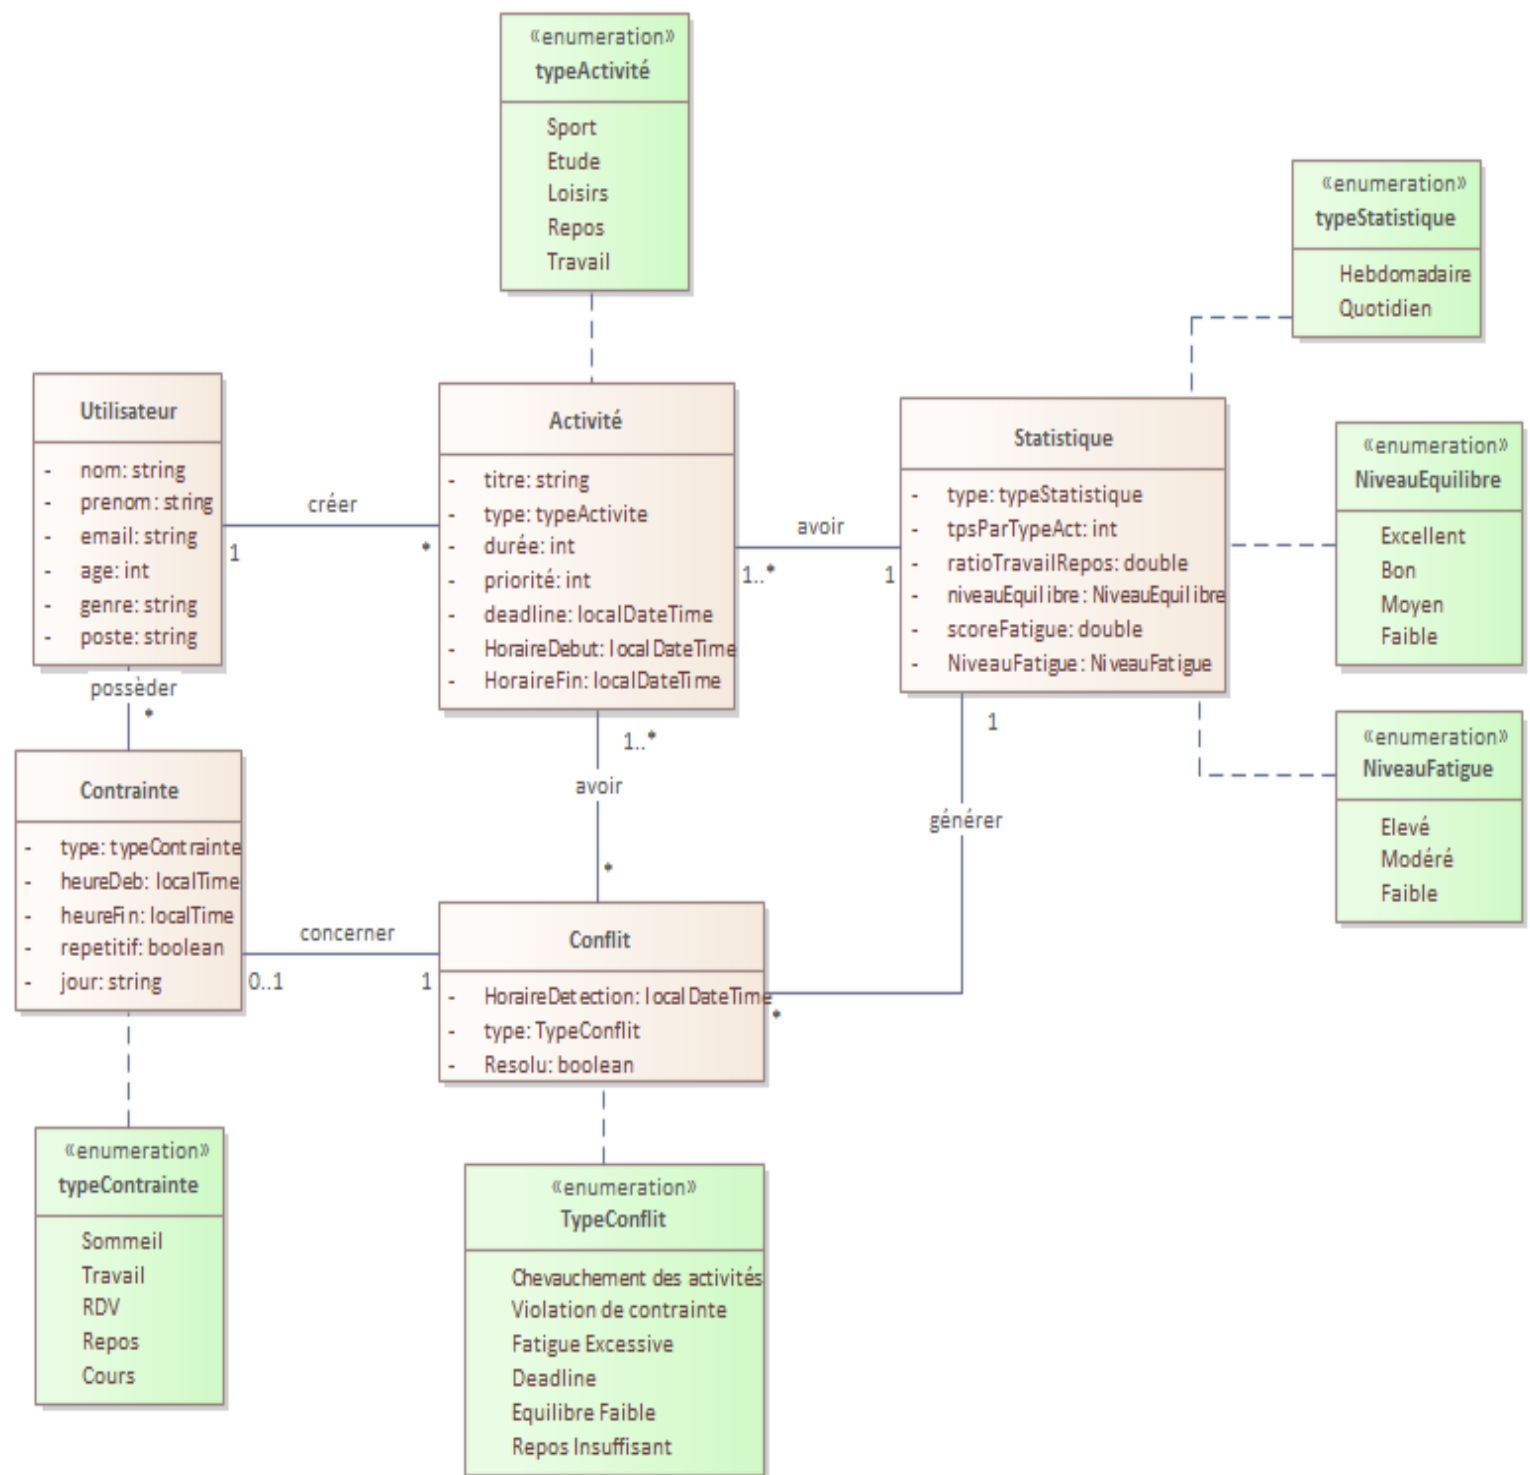 «enumeration»
typeActivité
Sport
Etude
Loisirs
Repos
Travail
«enumeration»
typeStatistique
Hebdomadaire
Quotidien
Utilisateur
- nom: string
- prenom: string
- email: string
- age: int
- genre: string
- poste: string
créer
1
*
Activité
- titre: string
- type: typeActivite
- durée: int
- priorité: int
- deadline: localDateTime
- HoraireDebut: localDateTime
- HoraireFin: localDateTime
avoir
1..*
1
Statistique
- type: typeStatistique
- tpsParTypeAct: int
- ratioTravailRepos: double
- niveauEquilibre: NiveauEquilibre
- scoreFatigue: double
- NiveauFatigue: NiveauFatigue
«enumeration»
NiveauEquilibre
Excellent
Bon
Moyen
Faible
«enumeration»
NiveauFatigue
Elevé
Modéré
Faible
possèder
*
1..*
avoir
*
1
générer
*
Contrainte
- type: typeContrainte
- heureDeb: localTime
- heureFin: localTime
- repetitif: boolean
- jour: string
concerner
0..1
1
Conflit
- HoraireDetection: localDateTime
- type: TypeConflit
- Resolu: boolean
«enumeration»
typeContrainte
Sommeil
Travail
RDV
Repos
Cours
«enumeration»
TypeConflit
Chevauchement des activités
Violation de contrainte
Fatigue Excessive
Deadline
Equilibre Faible
Repos Insuffisant